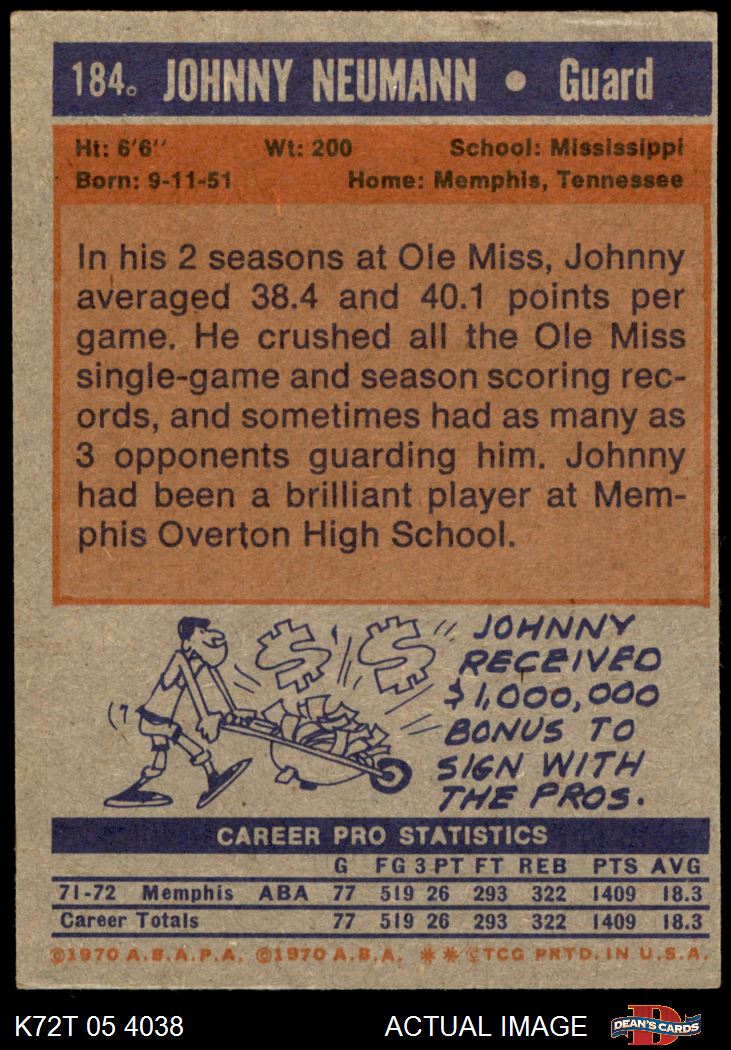 184. JOHNNY NEUMANN • Guard
Ht: 6'6" Wt: 200 School: Mississippi
Born: 9-11-51 Home: Memphis, Tennessee
In his 2 seasons at Ole Miss, Johnny
averaged 38.4 and 40.1 points per
game. He crushed all the Ole Miss
single-game and season scoring rec-
ords, and sometimes had as many as
3 opponents guarding him. Johnny
had been a brilliant player at Mem-
phis Overton High School.
$ $
JOHNNY
RECEIVED
$1,000,000
BONUS TO
SIGN WITH
THE PROS.
CAREER PRO STATISTICS
G FG 3PT FT REB PTS AVG
71-72 Memphis ABA 77 519 26 293 322 1409 18.3
Career Totals 77 519 26 293 322 1409 18.3
©1970 A.B.A.P.A. ©1970 A.B.A. ** ©TCG PRTD. IN U.S.A.
K72T 05 4038 ACTUAL IMAGE DEAN'S CARDS